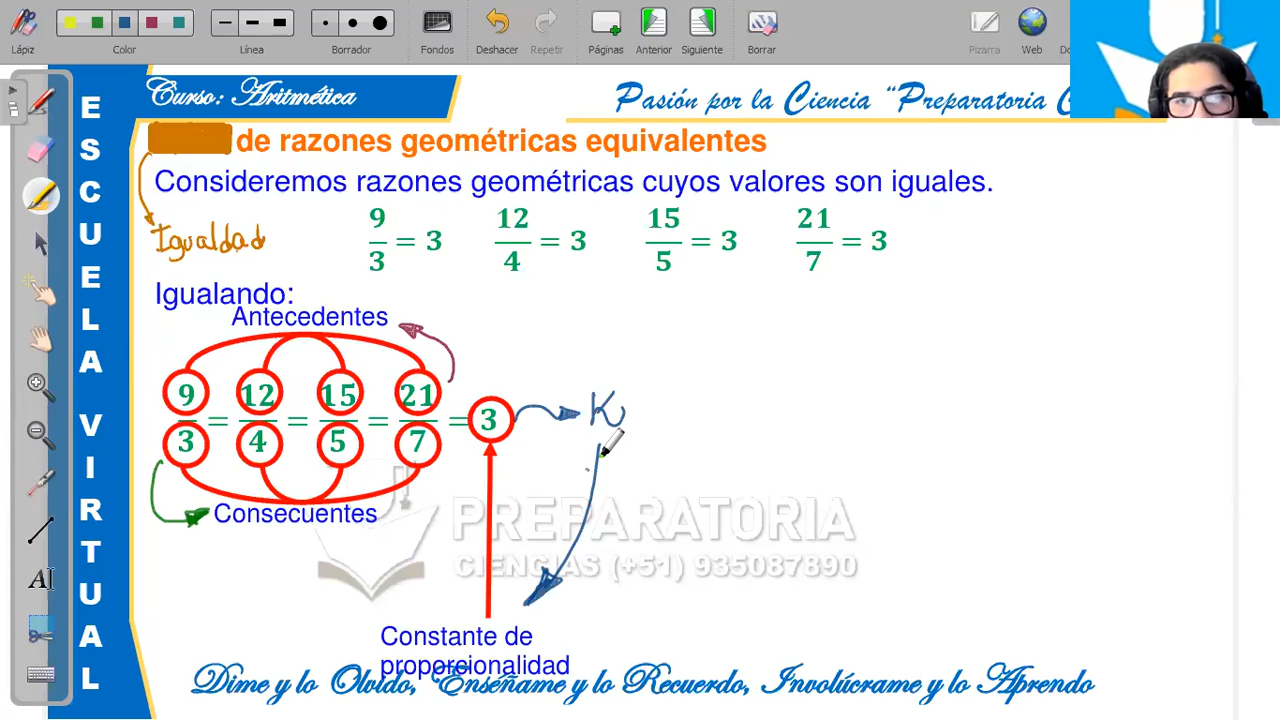 Lápiz
Color
Línea
Borrador
Fondos
Deshacer
Repetir
Páginas
Anterior
Siguiente
Borrar
Pizarra
Web
Curso: Aritmética
Pasión por la Ciencia "Preparatoria
ESCUELA VIRTUAL
de razones geométricas equivalentes
Consideremos razones geométricas cuyos valores son iguales.
Igualdad
9/3 = 3 12/4 = 3 15/5 = 3 21/7 = 3
Igualando:
Antecedentes
9/3 = 12/4 = 15/5 = 21/7 = 3 K
Consecuentes
PREPARATORIA
CIENCIAS (+51) 935087890
Constante de
proporcionalidad
Dime y lo Olvido, Enséñame y lo Recuerdo, Involúcrame y lo Aprendo
AI